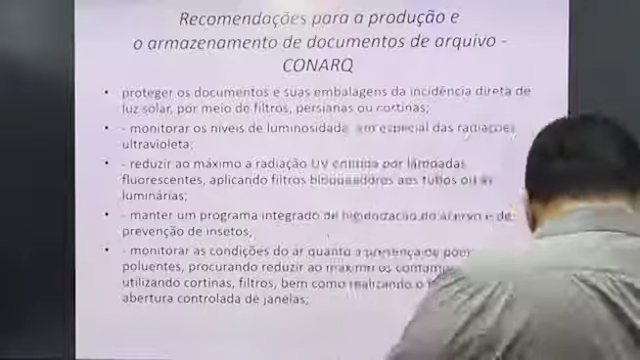 Recomendações para a produção e
o armazenamento de documentos de arquivo -
CONARQ
• proteger os documentos e suas embalagens da incidência direta de
luz solar, por meio de filtros, persianas ou cortinas;
• - monitorar os níveis de luminosidade, em especial das radiações
ultravioleta;
• - reduzir ao máximo a radiação UV emitida por lâmpadas
fluorescentes, aplicando filtros bloqueadores aos tubos ou às
luminárias;
• - manter um programa integrado de higienização do acervo e de
prevenção de insetos,
• - monitorar as condições do ar quanto a presença de
poluentes, procurando reduzir ao máximo os
utilizando cortinas, filtros, bem como realizando o
abertura controlada de janelas;